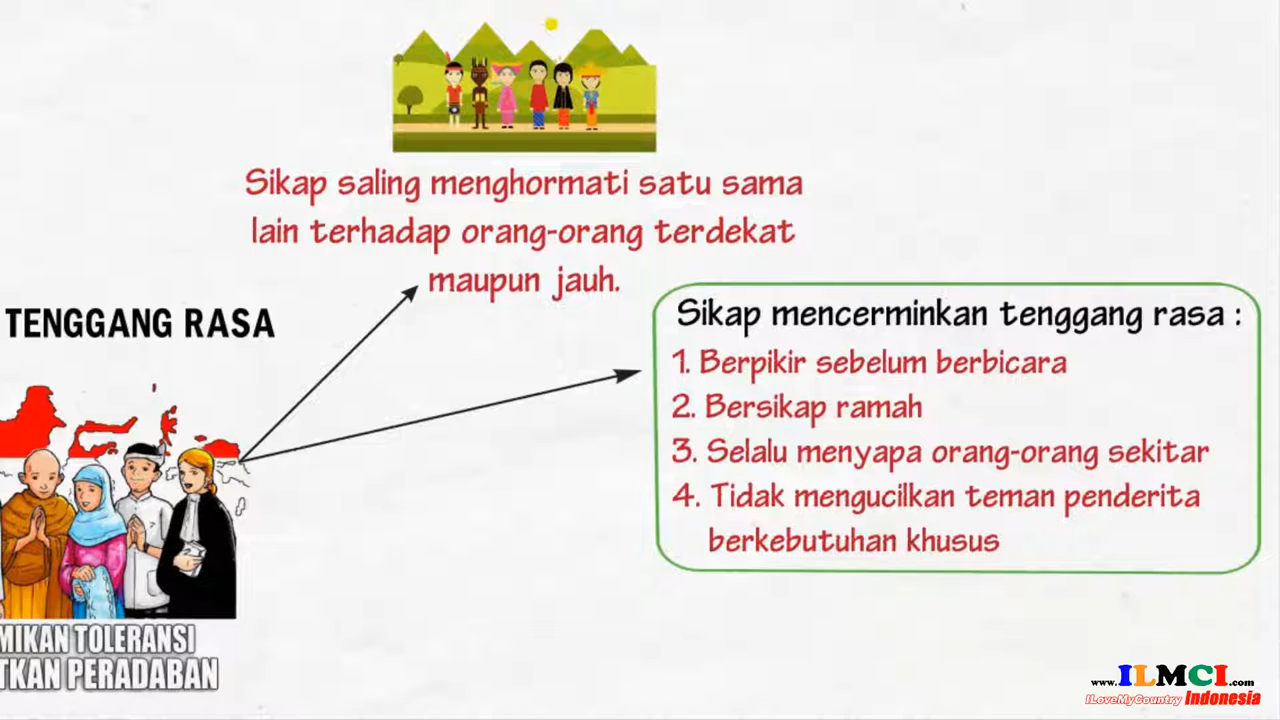 Sikap saling menghormati satu sama
lain terhadap orang-orang terdekat
maupun jauh.
TENGGANG RASA
Sikap mencerminkan tenggang rasa :
1. Berpikir sebelum berbicara
2. Bersikap ramah
3. Selalu menyapa orang-orang sekitar
4. Tidak mengucilkan teman penderita
berkebutuhan khusus
TOLERANSI
PERADABAN
www.ILMCI.com
ILoveMyCountry Indonesia